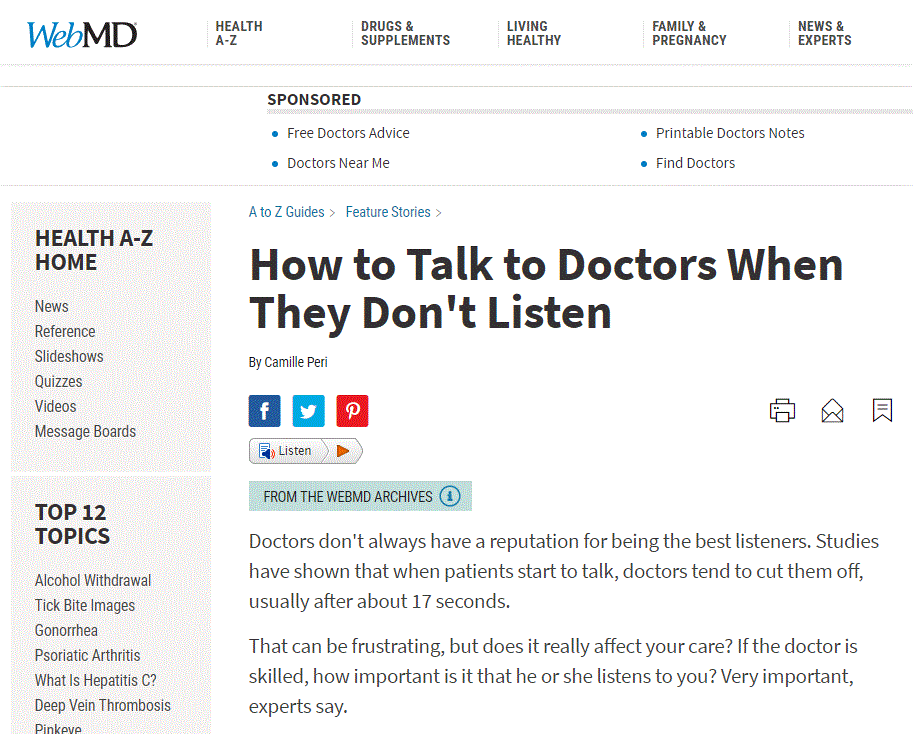 WebMD
HEALTH
A-Z
DRUGS &
SUPPLEMENTS
LIVING
HEALTHY
FAMILY &
PREGNANCY
NEWS &
EXPERTS
SPONSORED
Free Doctors Advice
Printable Doctors Notes
Doctors Near Me
Find Doctors
HEALTH A-Z
HOME
News
Reference
Slideshows
Quizzes
Videos
Message Boards
TOP 12
TOPICS
Alcohol Withdrawal
Tick Bite Images
Gonorrhea
Psoriatic Arthritis
What Is Hepatitis C?
Deep Vein Thrombosis
Pinkeye
A to Z Guides > Feature Stories >
How to Talk to Doctors When
They Don't Listen
By Camille Peri
Listen
FROM THE WEBMD ARCHIVES
Doctors don't always have a reputation for being the best listeners. Studies
have shown that when patients start to talk, doctors tend to cut them off,
usually after about 17 seconds.
That can be frustrating, but does it really affect your care? If the doctor is
skilled, how important is it that he or she listens to you? Very important,
experts say.